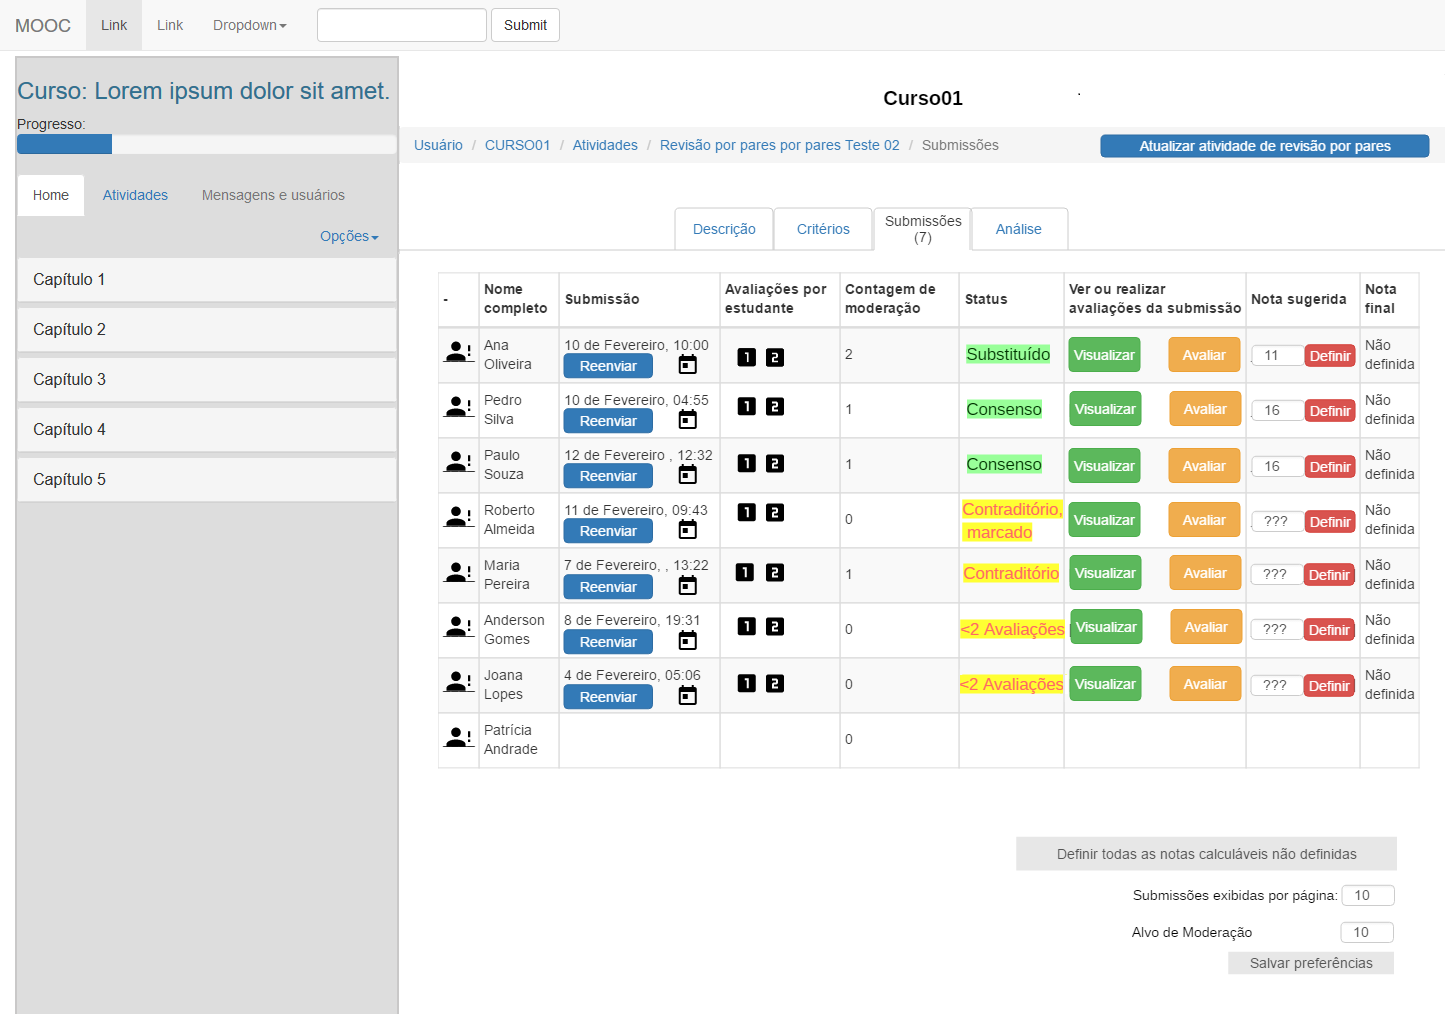 MOOC Link Link Dropdown Submit
Curso: Lorem ipsum dolor sit amet.
Progresso:
Home Atividades Mensagens e usuários
Opções
Capítulo 1
Capítulo 2
Capítulo 3
Capítulo 4
Capítulo 5
Curso01 .
Usuário / CURSO01 / Atividades / Revisão por pares por pares Teste 02 / Submissões
Atualizar atividade de revisão por pares
Descrição Critérios Submissões (7) Análise
- Nome completo Submissão Avaliações por estudante Contagem de moderação Status Ver ou realizar avaliações da submissão Nota sugerida Nota final
Ana Oliveira 10 de Fevereiro, 10:00 Reenviar 1 2 2 Substituído Visualizar Avaliar 11 Definir Não definida
Pedro Silva 10 de Fevereiro, 04:55 Reenviar 1 2 1 Consenso Visualizar Avaliar 16 Definir Não definida
Paulo Souza 12 de Fevereiro , 12:32 Reenviar 1 2 1 Consenso Visualizar Avaliar 16 Definir Não definida
Roberto Almeida 11 de Fevereiro, 09:43 Reenviar 1 2 0 Contraditório, marcado Visualizar Avaliar ??? Definir Não definida
Maria Pereira 7 de Fevereiro, , 13:22 Reenviar 1 2 1 Contraditório Visualizar Avaliar ??? Definir Não definida
Anderson Gomes 8 de Fevereiro, 19:31 Reenviar 1 2 0 <2 Avaliações Visualizar Avaliar ??? Definir Não definida
Joana Lopes 4 de Fevereiro, 05:06 Reenviar 1 2 0 <2 Avaliações Visualizar Avaliar ??? Definir Não definida
Patrícia Andrade 0
Definir todas as notas calculáveis não definidas
Submissões exibidas por página: 10
Alvo de Moderação 10
Salvar preferências